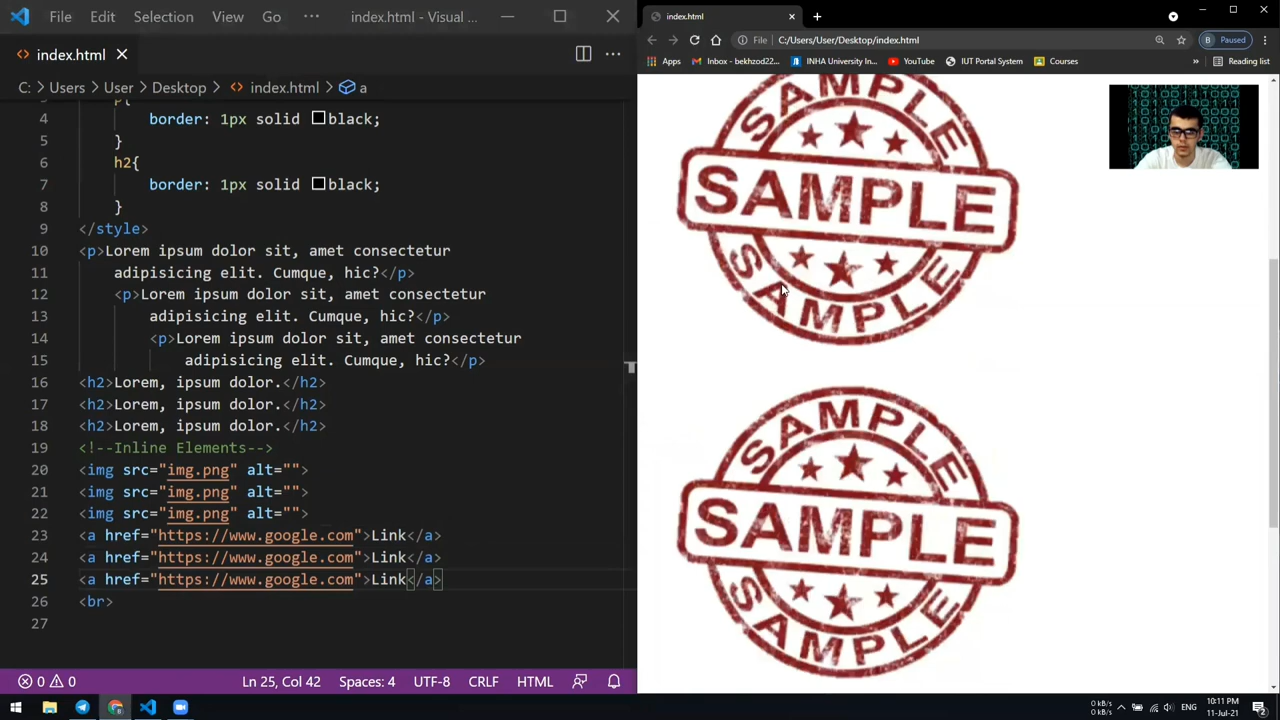 File Edit Selection View Go ··· index.html - Visual ...
index.html
C: > U > User > Desktop > index.html > a
4 border: 1px solid black;
5 }
6 h2{
7 border: 1px solid black;
8 }
9 </style>
10 <p>Lorem ipsum dolor sit, amet consectetur
11 adipisicing elit. Cumque, hic?</p>
12 <p>Lorem ipsum dolor sit, amet consectetur
13 adipisicing elit. Cumque, hic?</p>
14 <p>Lorem ipsum dolor sit, amet consectetur
15 adipisicing elit. Cumque, hic?</p>
16 <h2>Lorem, ipsum dolor.</h2>
17 <h2>Lorem, ipsum dolor.</h2>
18 <h2>Lorem, ipsum dolor.</h2>
19 <!--Inline Elements-->
20 <img src="img.png" alt="">
21 <img src="img.png" alt="">
22 <img src="img.png" alt="">
23 <a href="https://www.google.com">Link</a>
24 <a href="https://www.google.com">Link</a>
25 <a href="https://www.google.com">Link</a>
26 <br>
27
0 0 Ln 25, Col 42 Spaces: 4 UTF-8 CRLF HTML
index.html
File C:/Users/User/Desktop/index.html B Paused
Apps Inbox - bekhzod22... INHA University In... YouTube IUT Portal System Courses » Reading list
SAMPLE
SAMPLE
SAMPLE
SAMPLE
SAMPLE
SAMPLE
0 kB/s
0 kB/s
ENG
10:11 PM
11-Jul-21
2